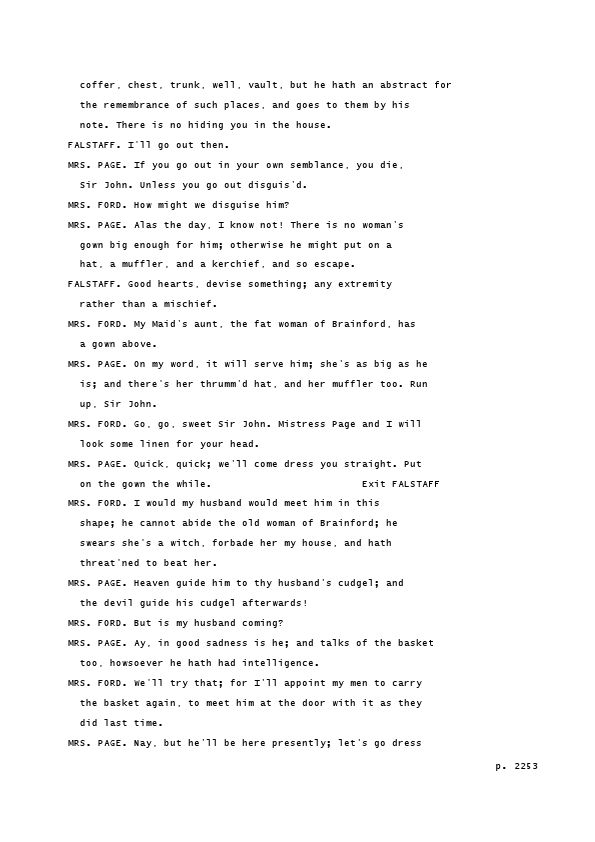 coffer, chest, trunk, well, vault, but he hath an abstract for
the remembrance of such places, and goes to them by his
note. There is no hiding you in the house.
FALSTAFF. I'll go out then.
MRS. PAGE. If you go out in your own semblance, you die,
Sir John. Unless you go out disguis'd.
MRS. FORD. How might we disguise him?
MRS. PAGE. Alas the day, I know not! There is no woman's
gown big enough for him; otherwise he might put on a
hat, a muffler, and a kerchief, and so escape.
FALSTAFF. Good hearts, devise something; any extremity
rather than a mischief.
MRS. FORD. My Maid's aunt, the fat woman of Brainford, has
a gown above.
MRS. PAGE. On my word, it will serve him; she's as big as he
is; and there's her thrumm'd hat, and her muffler too. Run
up, Sir John.
MRS. FORD. Go, go, sweet Sir John. Mistress Page and I will
look some linen for your head.
MRS. PAGE. Quick, quick; we'll come dress you straight. Put
on the gown the while. Exit FALSTAFF
MRS. FORD. I would my husband would meet him in this
shape; he cannot abide the old woman of Brainford; he
swears she's a witch, forbade her my house, and hath
threat'ned to beat her.
MRS. PAGE. Heaven guide him to thy husband's cudgel; and
the devil guide his cudgel afterwards!
MRS. FORD. But is my husband coming?
MRS. PAGE. Ay, in good sadness is he; and talks of the basket
too, howsoever he hath had intelligence.
MRS. FORD. We'll try that; for I'll appoint my men to carry
the basket again, to meet him at the door with it as they
did last time.
MRS. PAGE. Nay, but he'll be here presently; let's go dress
p. 2253